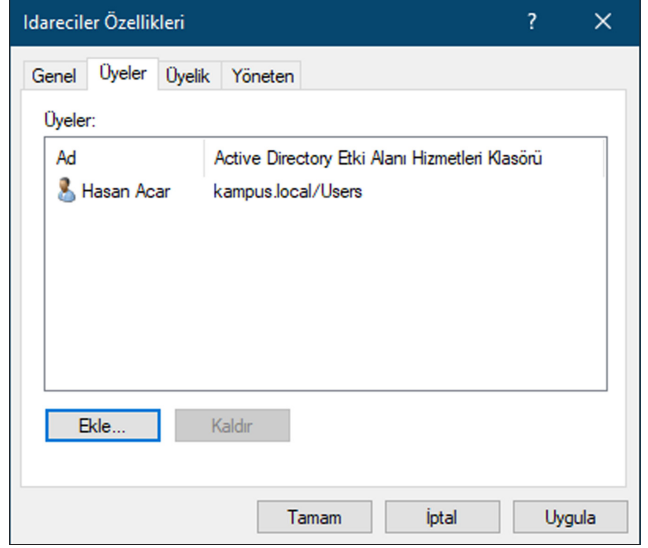 Idareciler Özellikleri ? ×
Genel Üyeler Üyelik Yöneten
Üyeler:
Ad Active Directory Etki Alanı Hizmetleri Klasörü
Hasan Acar kampus.local/Users
Ekle... Kaldır
Tamam İptal Uygula